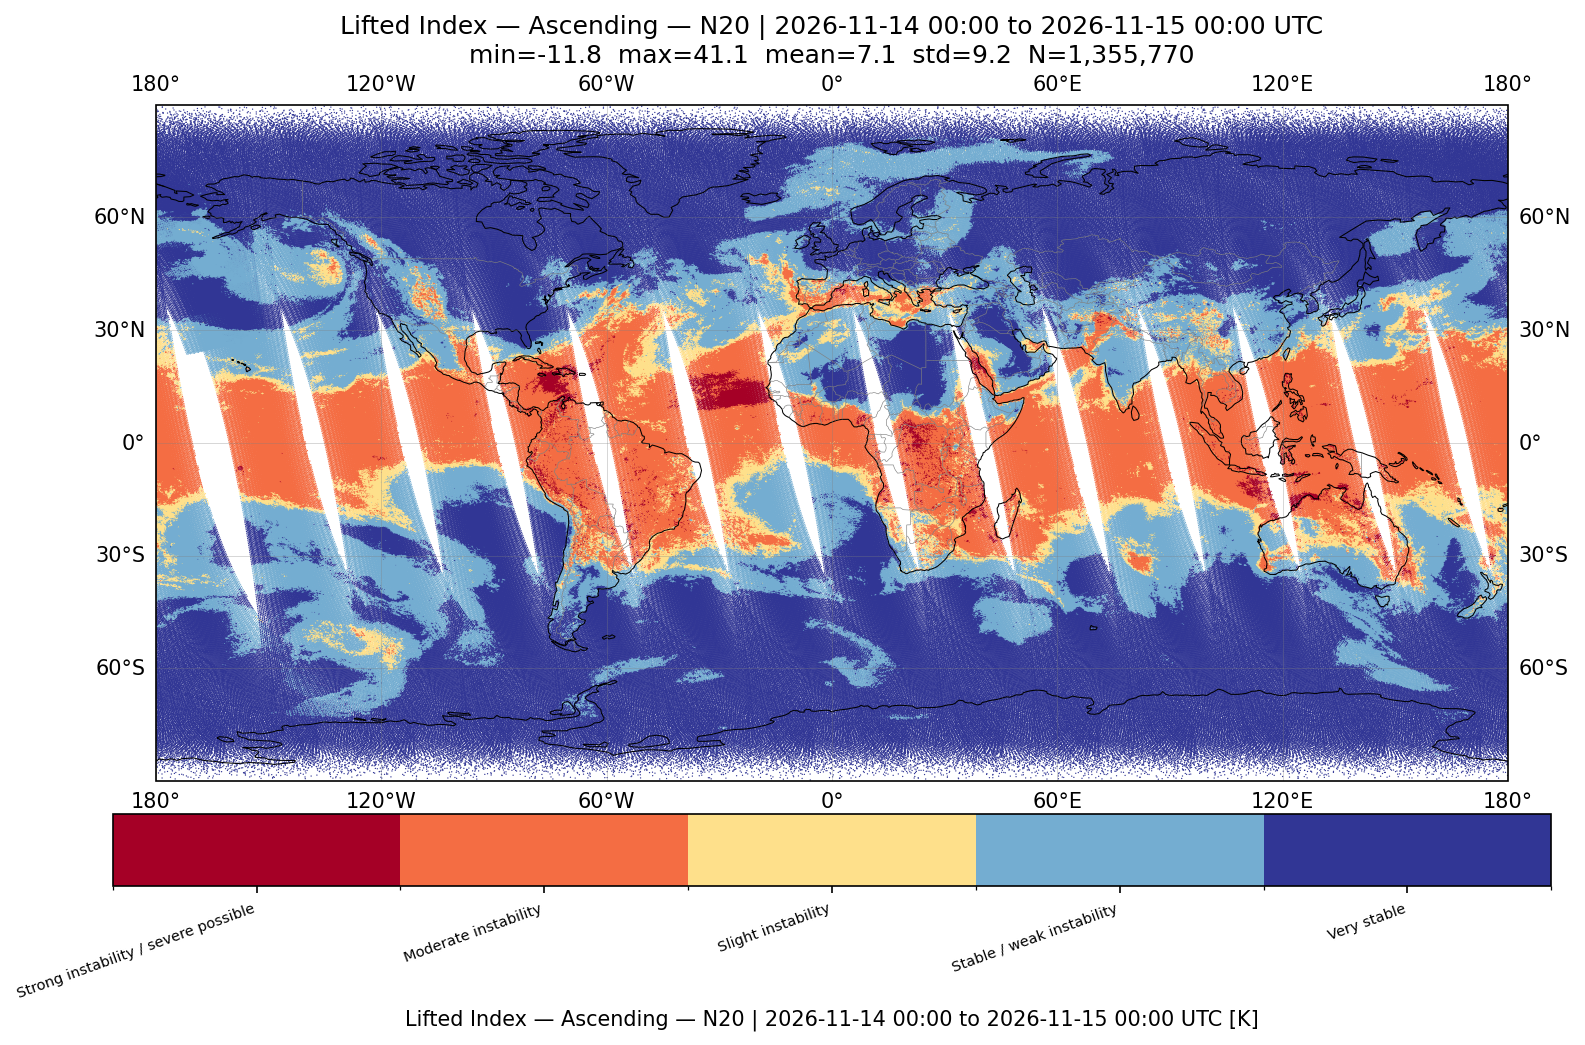 Lifted Index — Ascending — N20 | 2026-11-14 00:00 to 2026-11-15 00:00 UTC
min=-11.8 max=41.1 mean=7.1 std=9.2 N=1,355,770
180° 120°W 60°W 0° 60°E 120°E 180°
60°N 60°N
30°N 30°N
0° 0°
30°S 30°S
60°S 60°S
180° 120°W 60°W 0° 60°E 120°E 180°
Strong instability / severe possible
Moderate instability
Slight instability
Stable / weak instability
Very stable
Lifted Index — Ascending — N20 | 2026-11-14 00:00 to 2026-11-15 00:00 UTC [K]